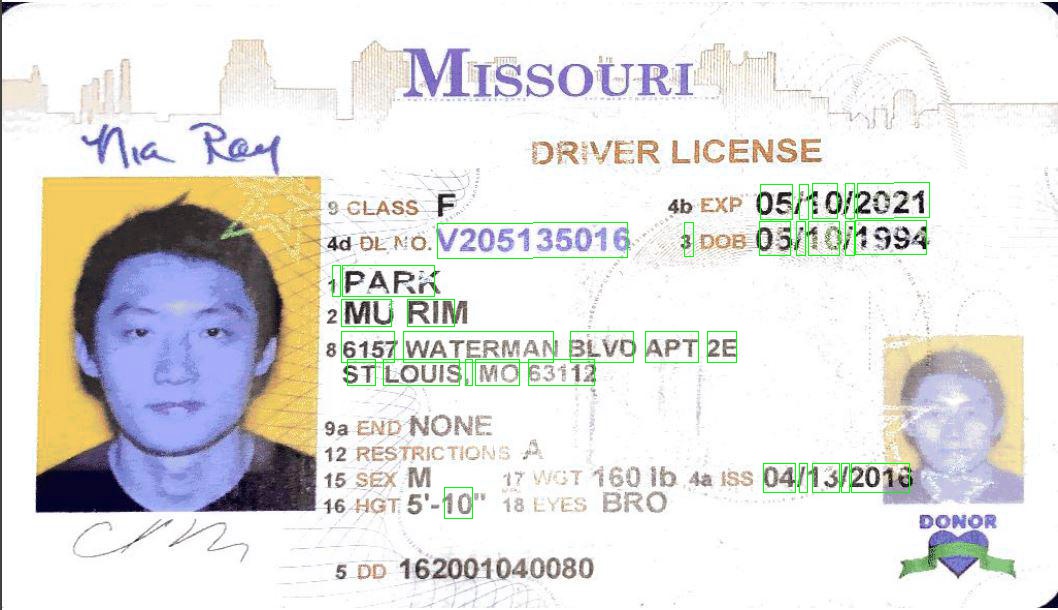 MISSOURI
Nia Ray
DRIVER LICENSE
9 CLASS F
4b EXP 05/10/2021
4d DL NO. V205135016
3 DOB 05/10/1994
1 PARK
2 MU RIM
8 6157 WATERMAN BLVD APT 2E
ST LOUIS, MO 63112
9a END NONE
12 RESTRICTIONS A
15 SEX M 17 WGT 160 lb 4a ISS 04/13/2016
16 HGT 5'-10" 18 EYES BRO
DONOR
5 DD 162001040080